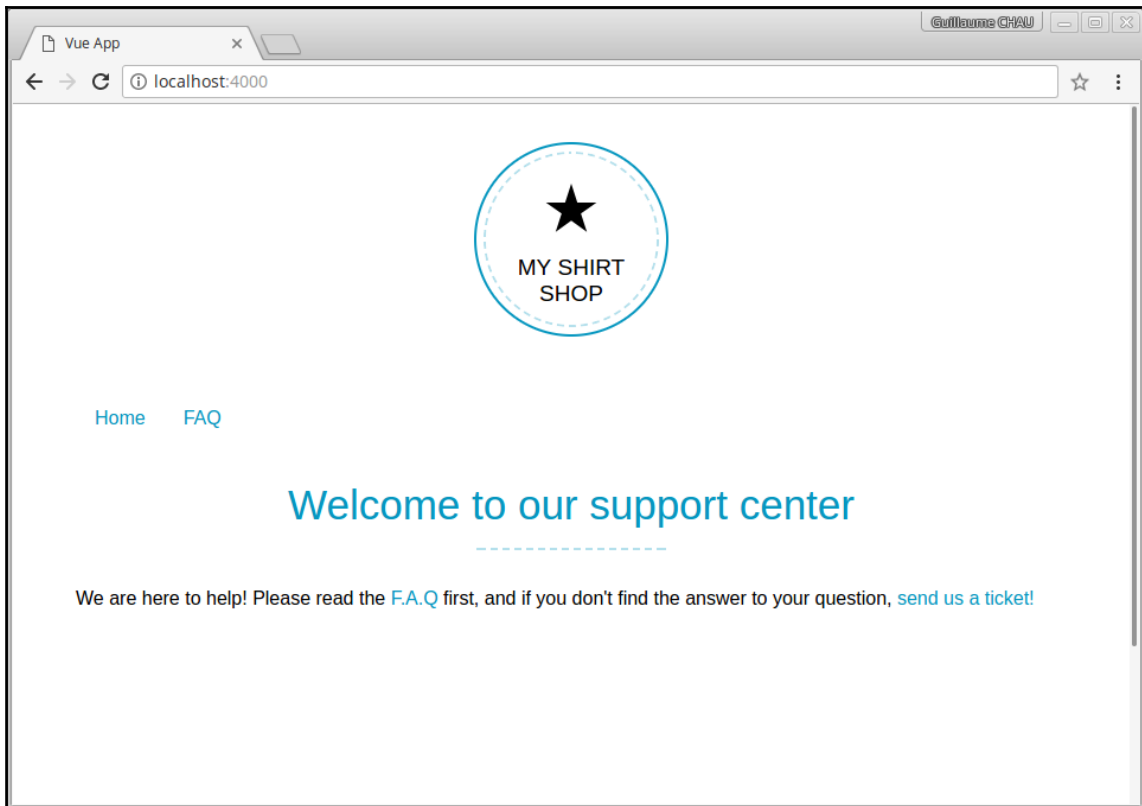 Guillaume CHAU
Vue App
localhost:4000
MY SHIRT
SHOP
Home FAQ
Welcome to our support center
We are here to help! Please read the F.A.Q first, and if you don't find the answer to your question, send us a ticket!